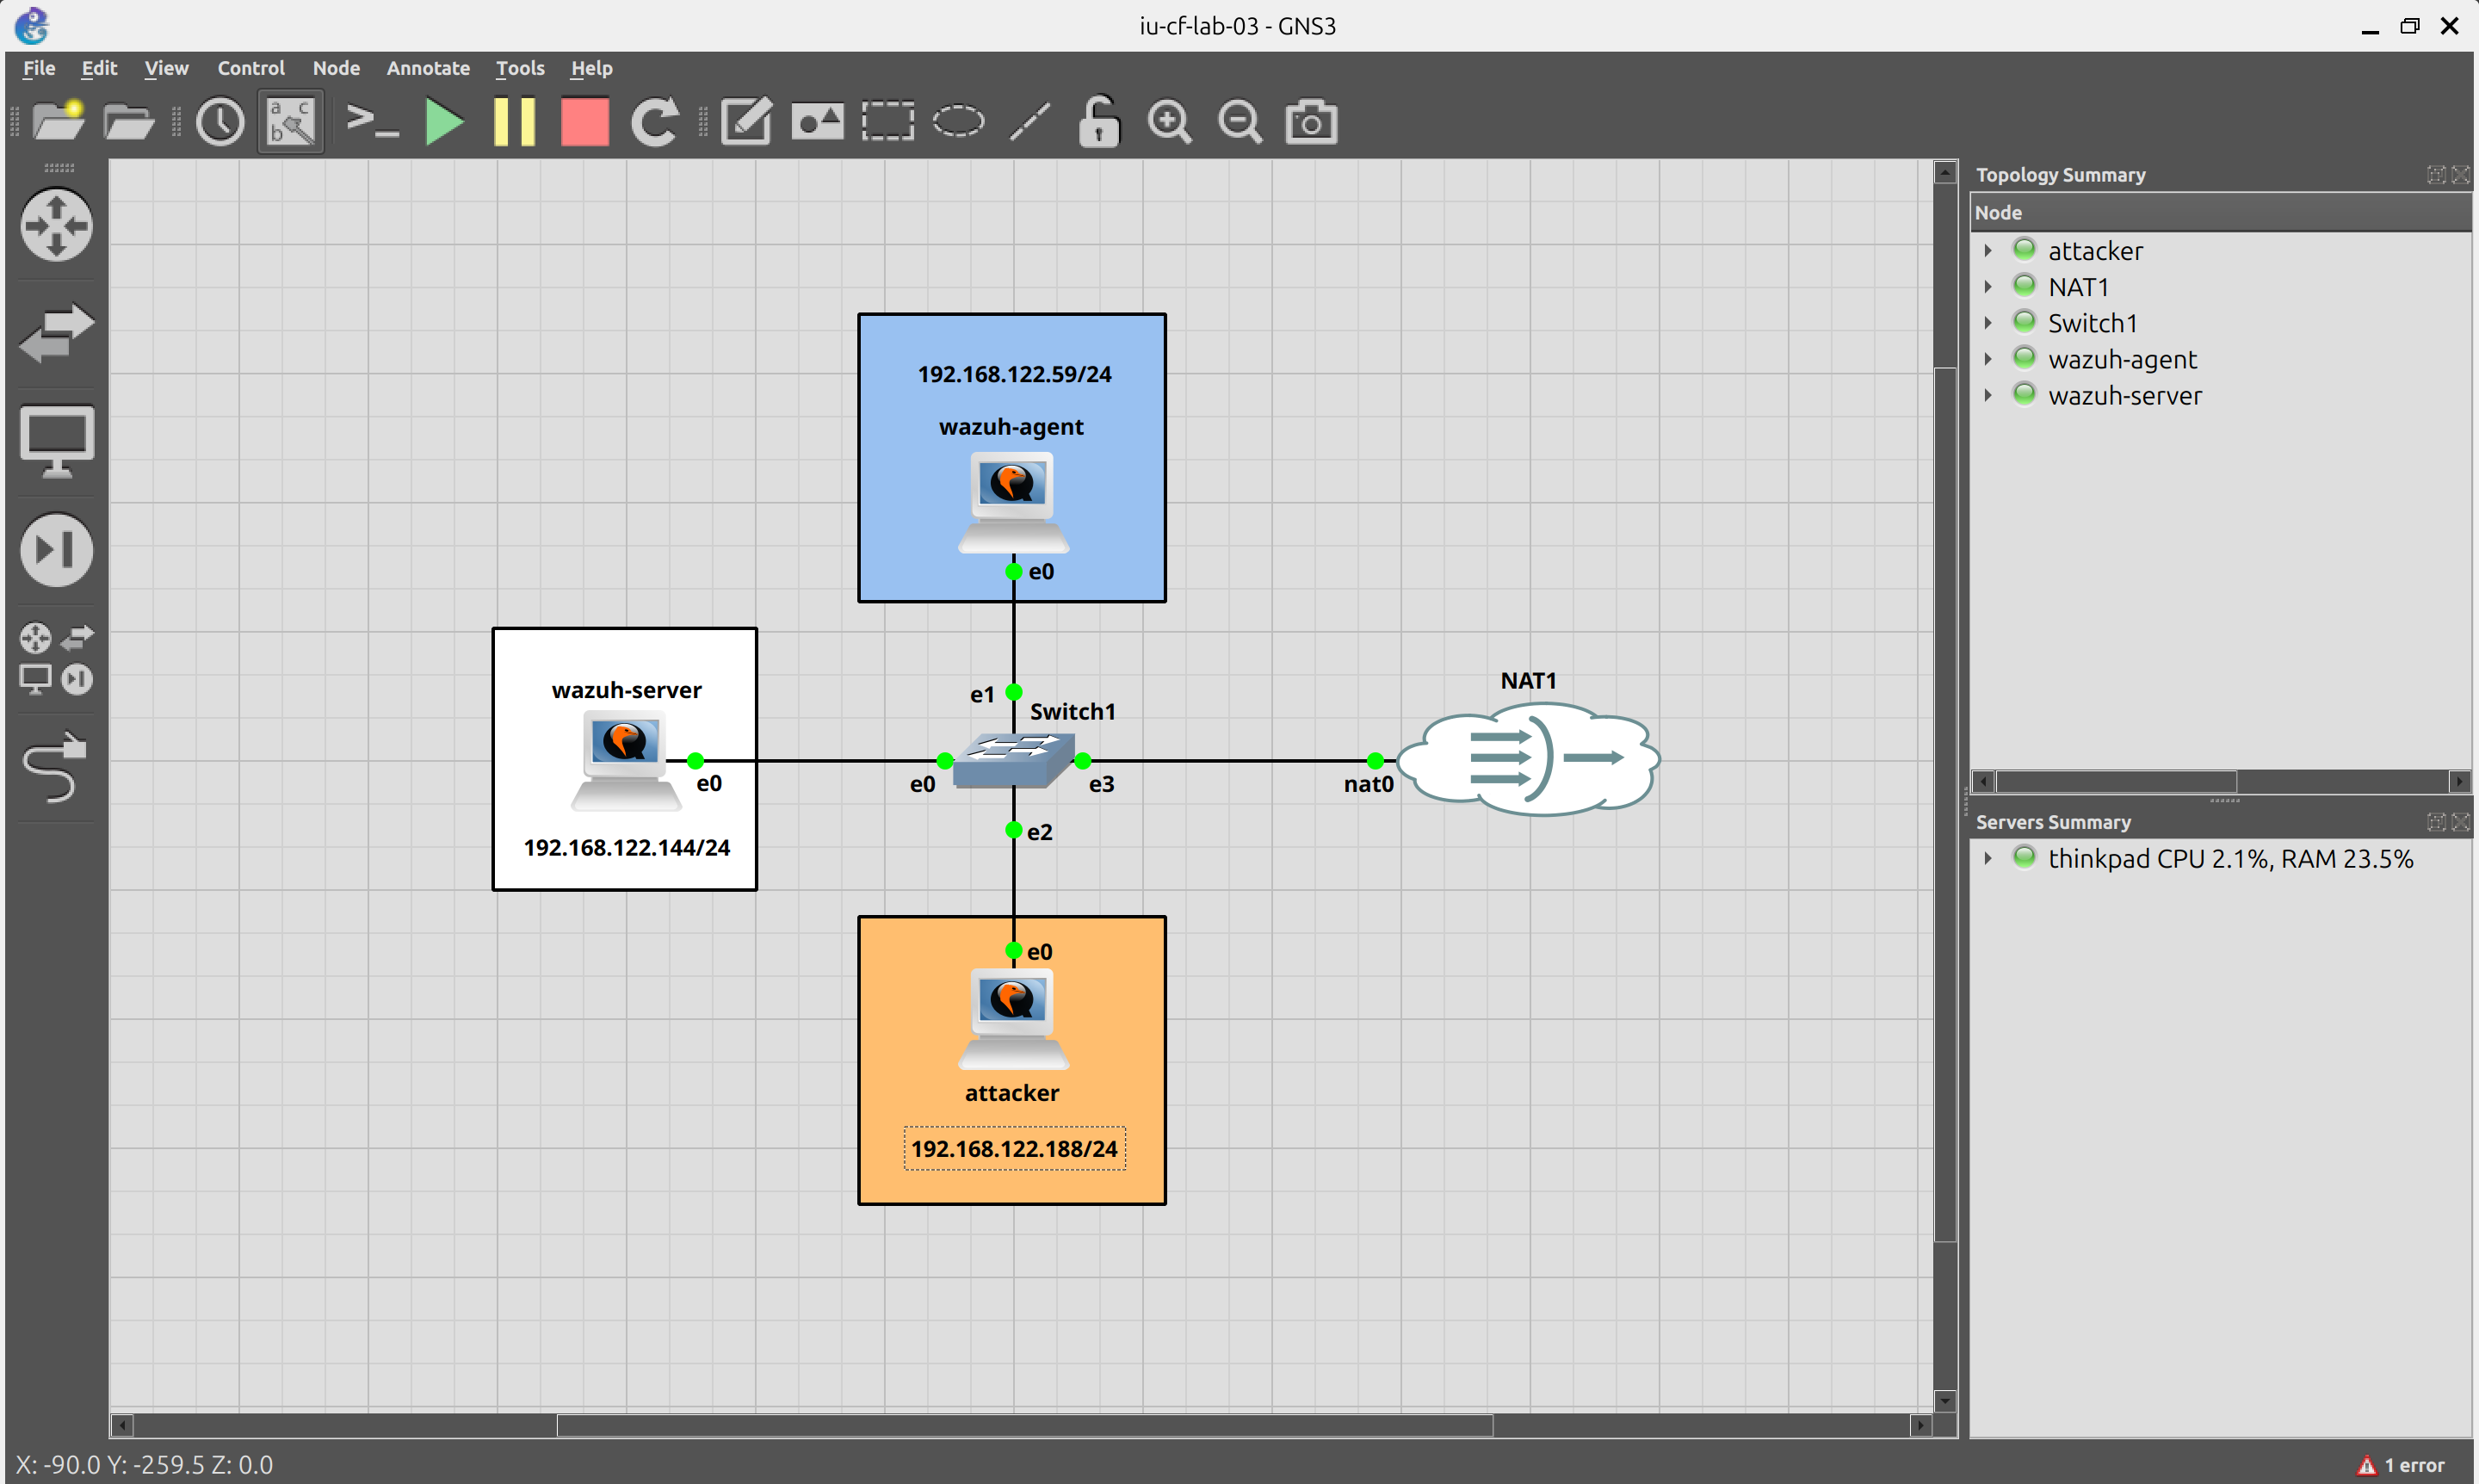 iu-cf-lab-03 - GNS3
File Edit View Control Node Annotate Tools Help
a c
b
>_
Topology Summary
Node
attacker
NAT1
Switch1
wazuh-agent
wazuh-server
192.168.122.59/24
wazuh-agent
e0
wazuh-server
e0
192.168.122.144/24
e1
Switch1
e0
e3
e2
NAT1
nat0
e0
attacker
192.168.122.188/24
Servers Summary
thinkpad CPU 2.1%, RAM 23.5%
X: -90.0 Y: -259.5 Z: 0.0
1 error